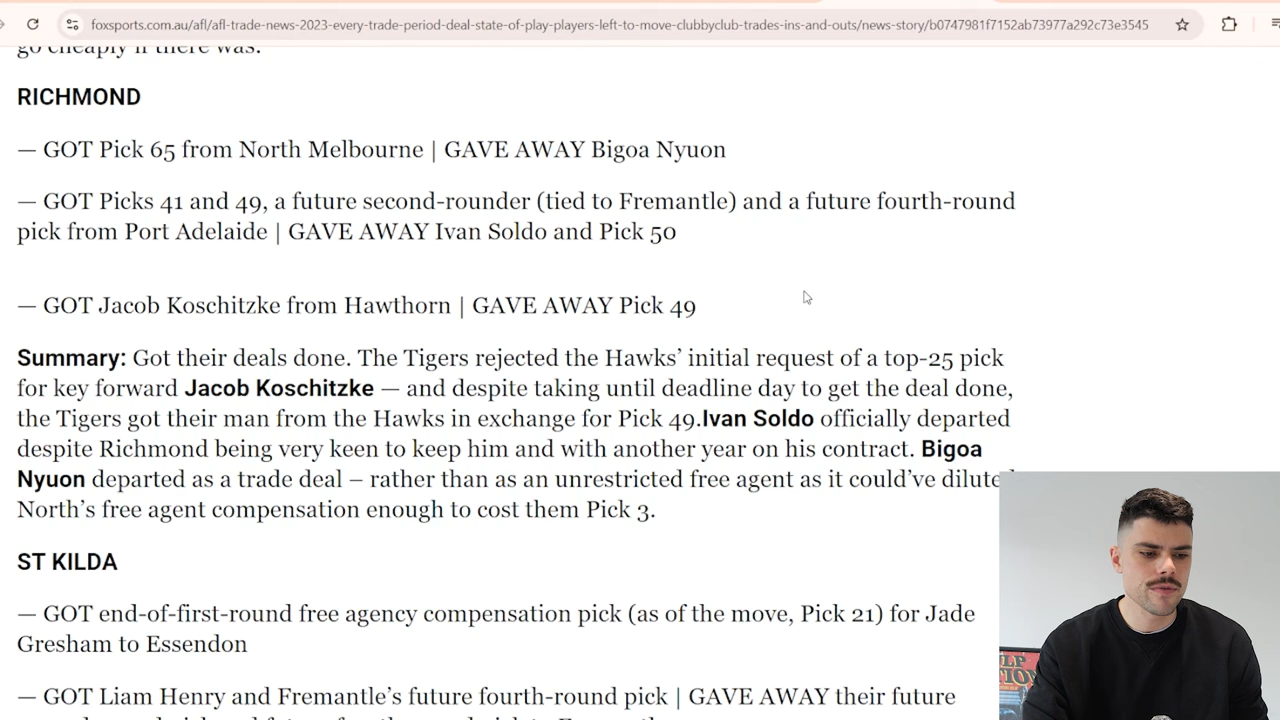 foxsports.com.au/afl/afl-trade-news-2023-every-trade-period-deal-state-of-play-players-left-to-move-clubbyclub-trades-ins-and-outs/news-story/b0747981f7152ab73977a292c73e3545
go cheaply if there was.
RICHMOND
— GOT Pick 65 from North Melbourne | GAVE AWAY Bigoa Nyuon
— GOT Picks 41 and 49, a future second-rounder (tied to Fremantle) and a future fourth-round
pick from Port Adelaide | GAVE AWAY Ivan Soldo and Pick 50
— GOT Jacob Koschitzke from Hawthorn | GAVE AWAY Pick 49
Summary: Got their deals done. The Tigers rejected the Hawks’ initial request of a top-25 pick
for key forward Jacob Koschitzke — and despite taking until deadline day to get the deal done,
the Tigers got their man from the Hawks in exchange for Pick 49.Ivan Soldo officially departed
despite Richmond being very keen to keep him and with another year on his contract. Bigoa
Nyuon departed as a trade deal – rather than as an unrestricted free agent as it could’ve diluted
North’s free agent compensation enough to cost them Pick 3.
ST KILDA
— GOT end-of-first-round free agency compensation pick (as of the move, Pick 21) for Jade
Gresham to Essendon
— GOT Liam Henry and Fremantle’s future fourth-round pick | GAVE AWAY their future